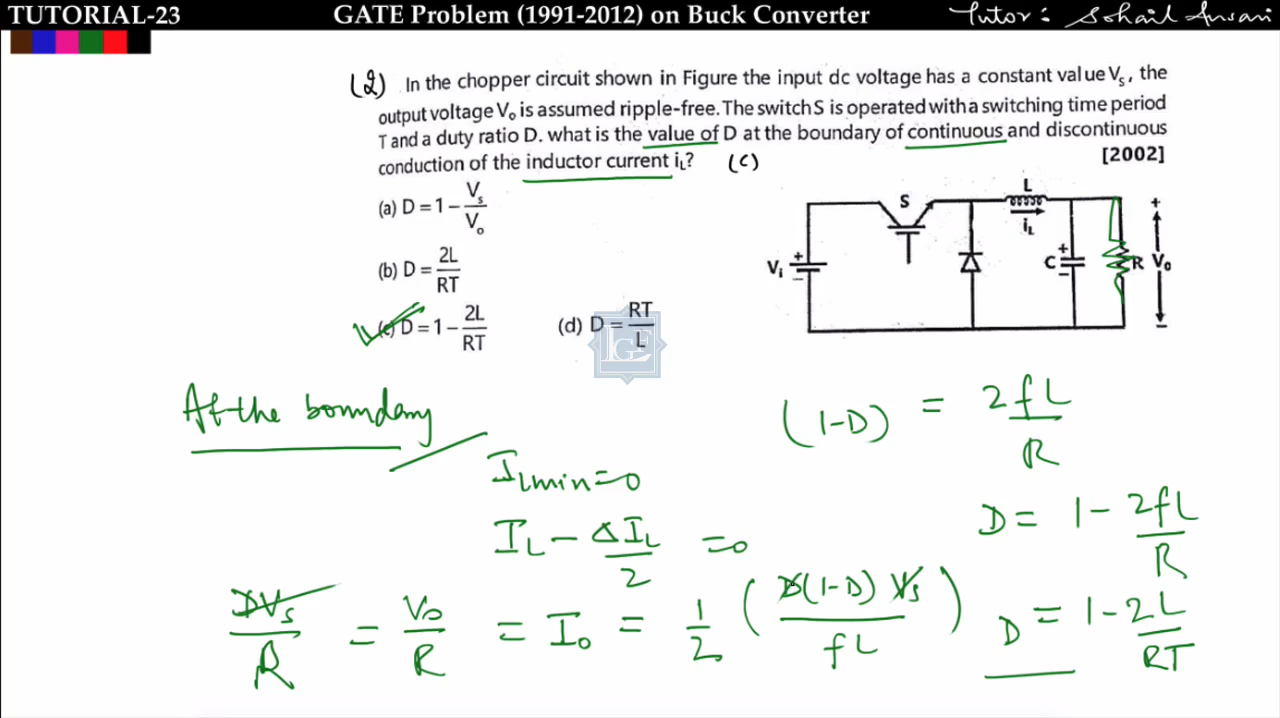 TUTORIAL-23 GATE Problem (1991-2012) on Buck Converter Tutor: Sohail Ansari
(2) In the chopper circuit shown in Figure the input dc voltage has a constant value Vs, the
output voltage Vo is assumed ripple-free. The switch S is operated with a switching time period
T and a duty ratio D. what is the value of D at the boundary of continuous and discontinuous
conduction of the inductor current iL? (C) [2002]
(a) D = 1 - Vs/Vo
(b) D = 2L/RT
(c) D = 1 - 2L/RT (d) D = RT/L
S
L
iL
Vi
+
-
C
+
-
R
+
Vo
-
At the boundary
ILmin = 0
IL - ΔIL/2 = 0
DVs/R = Vo/R = Io = 1/2 (D(1-D) Vs/fL)
(1-D) = 2fL/R
D = 1 - 2fL/R
D = 1 - 2L/RT